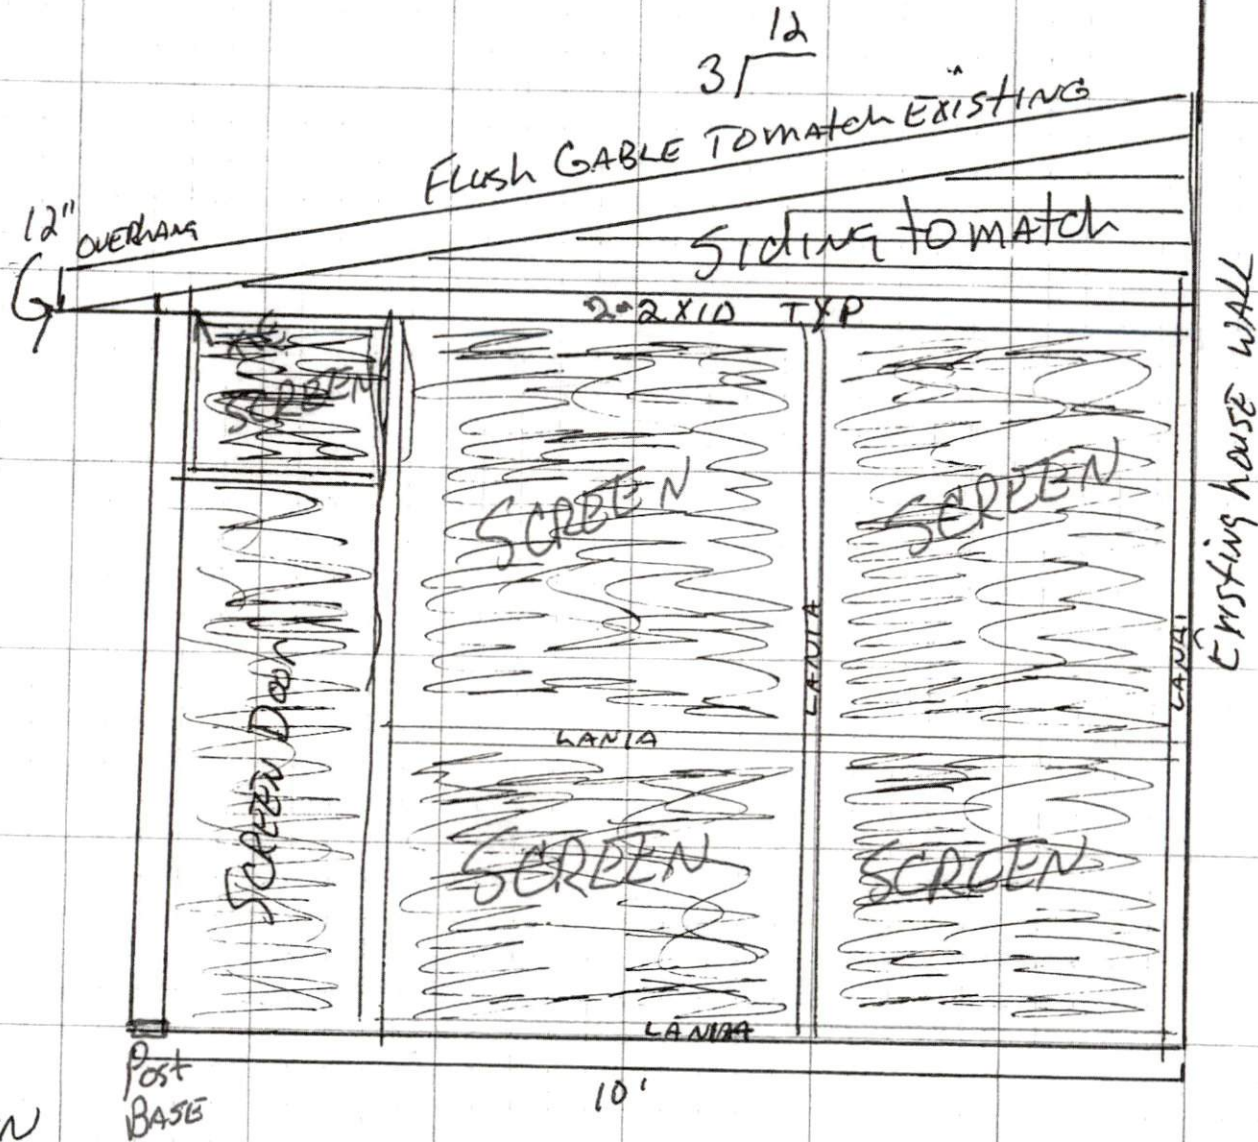 12
3
Flush GABLE To match EXISTING
12" OVERHANG
Siding to match
2-2X10 TYP
SCREEN
SCREEN
SCREEN
Existing house WALL
LANIA
LANAI
SCREEN DOOR
LANIA
SCREEN
SCREEN
LANIA
Post
BASE
10'
N